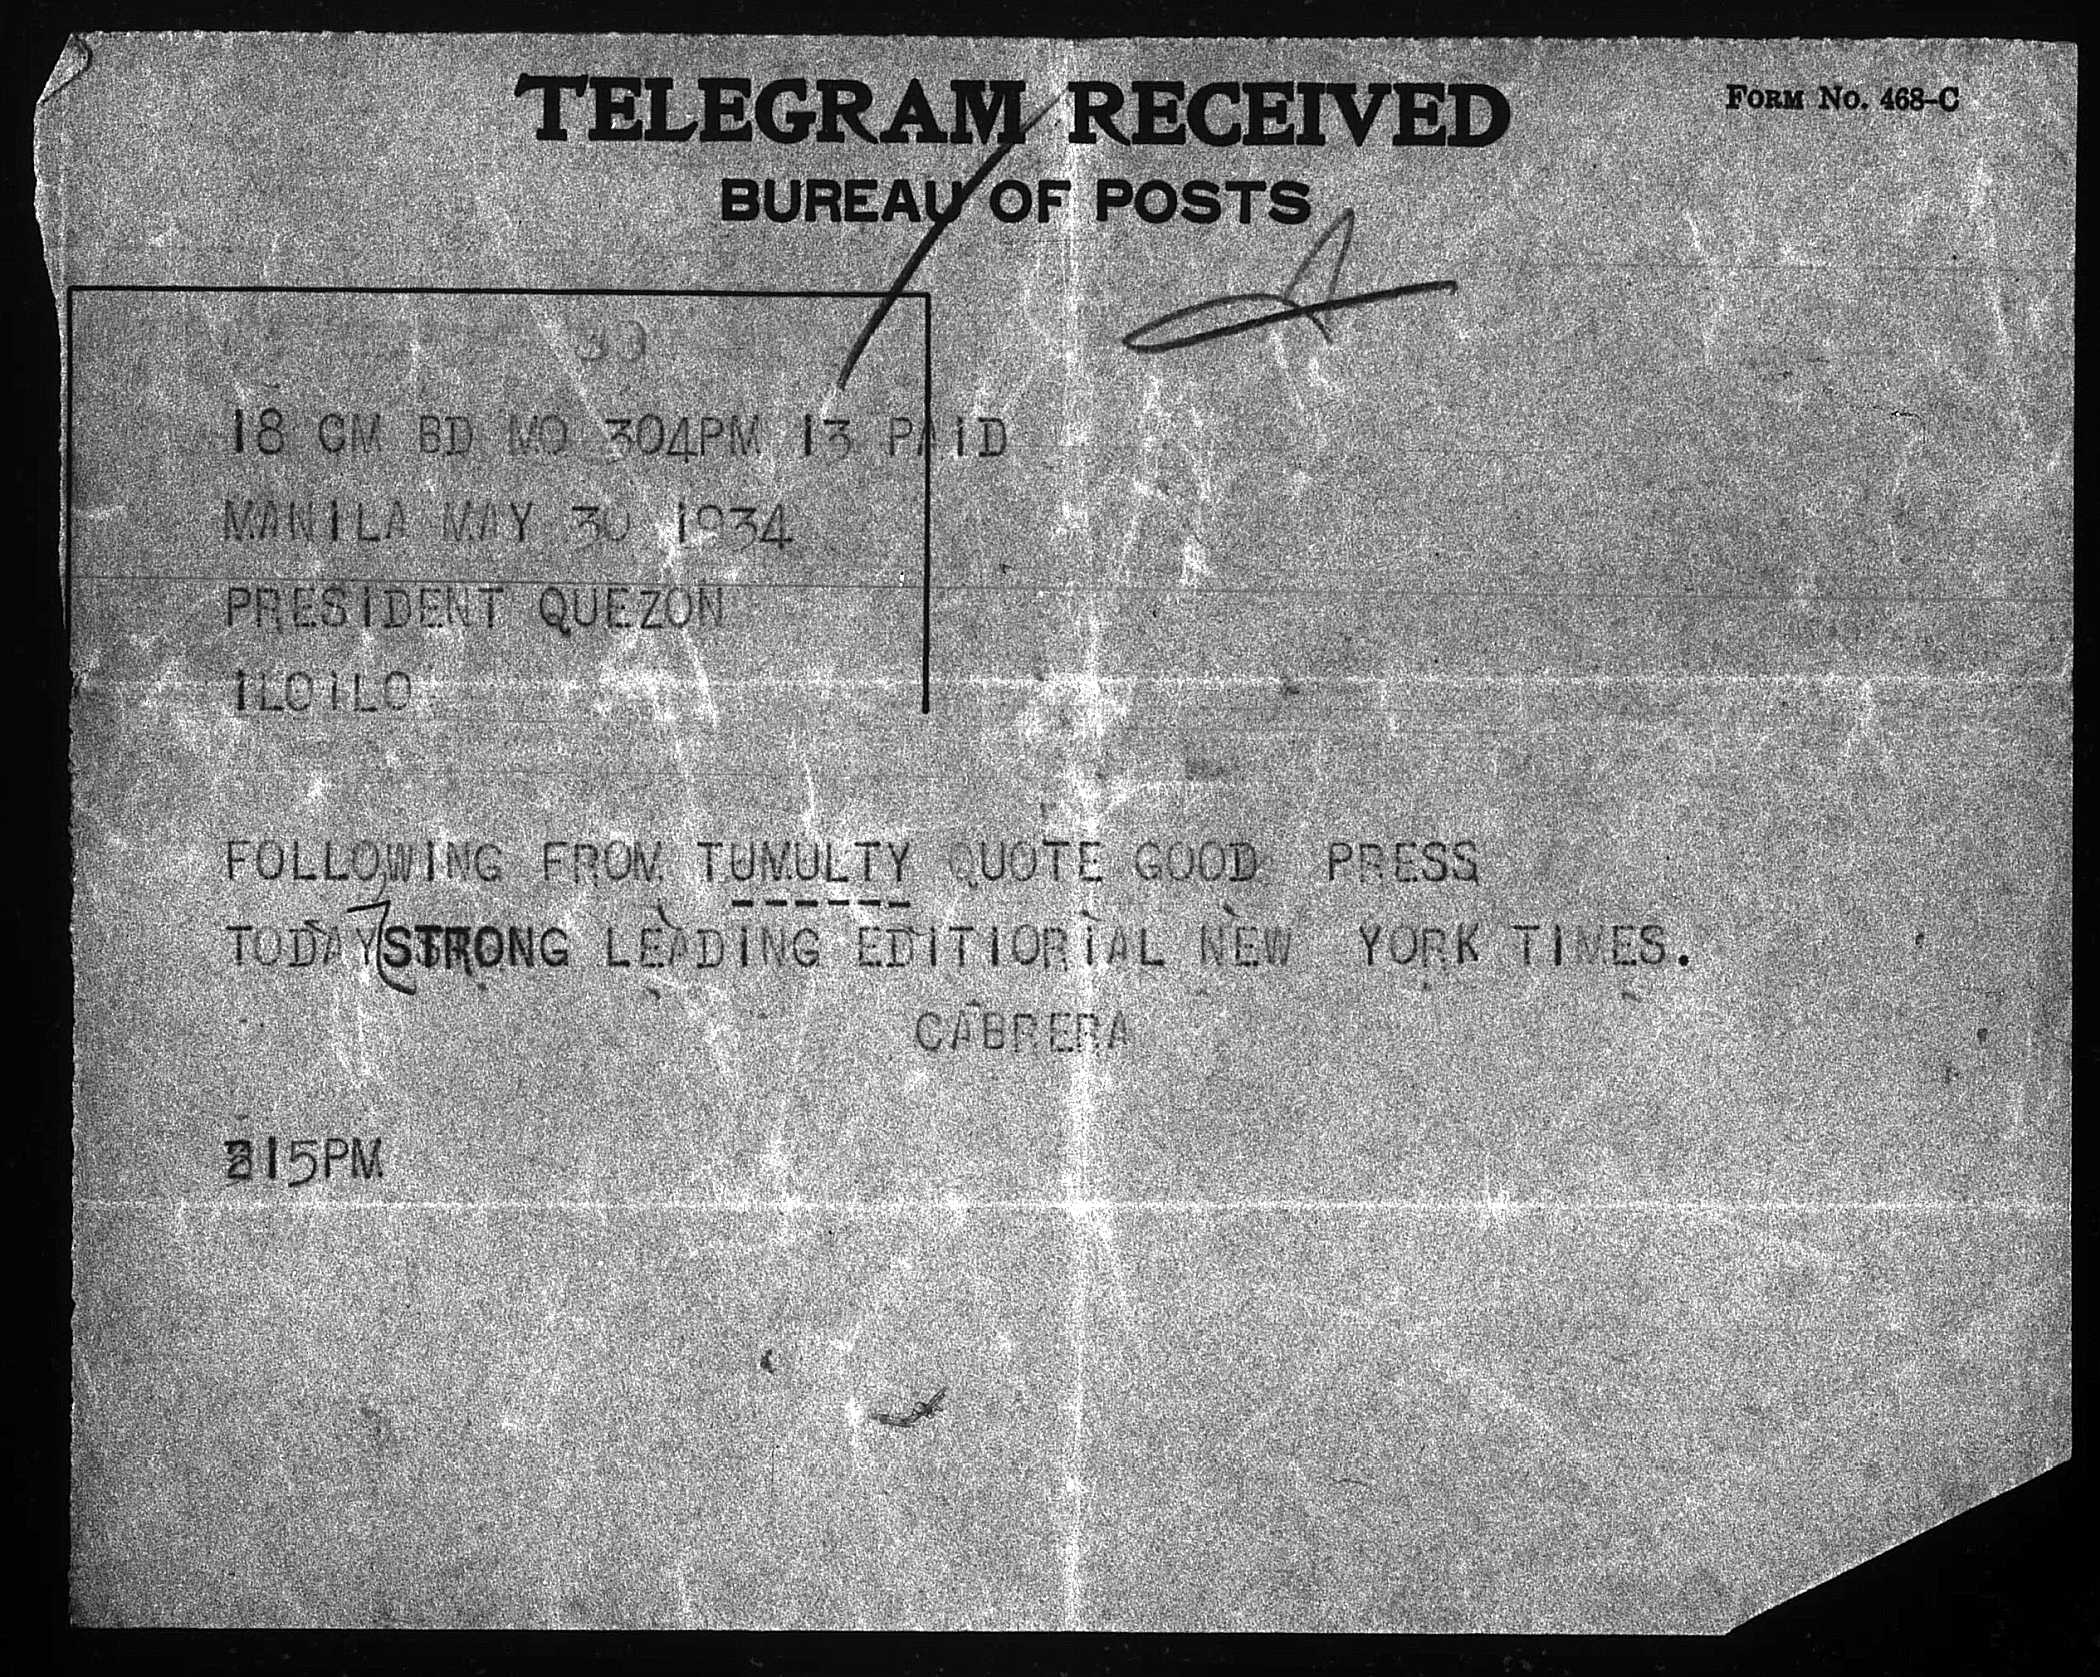 TELEGRAM RECEIVED
FORM NO. 468-C
BUREAU OF POSTS
30
18 CM BD MO 304PM 13 PAID
MANILA MAY 30 1934
PRESIDENT QUEZON
ILOILO
FOLLOWING FROM TUMULTY QUOTE GOOD PRESS
TODAY STRONG LEADING EDITIORIAL NEW YORK TIMES.
CABRERA
315PM